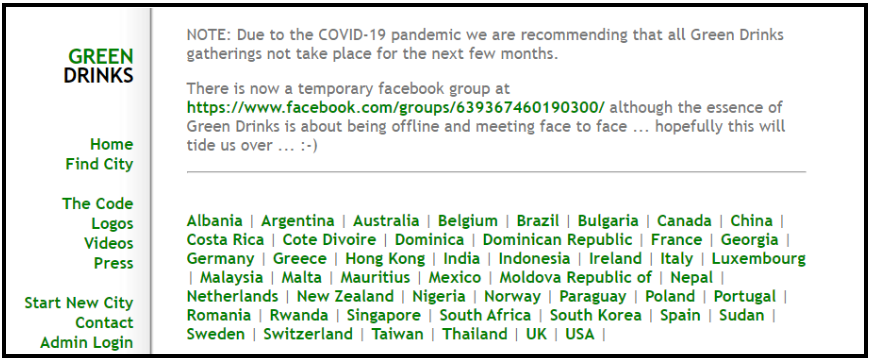 GREEN
DRINKS
Home
Find City
The Code
Logos
Videos
Press
Start New City
Contact
Admin Login
NOTE: Due to the COVID-19 pandemic we are recommending that all Green Drinks
gatherings not take place for the next few months.
There is now a temporary facebook group at
https://www.facebook.com/groups/639367460190300/ although the essence of
Green Drinks is about being offline and meeting face to face ... hopefully this will
tide us over ... :-)
Albania | Argentina | Australia | Belgium | Brazil | Bulgaria | Canada | China |
Costa Rica | Cote Divoire | Dominica | Dominican Republic | France | Georgia |
Germany | Greece | Hong Kong | India | Indonesia | Ireland | Italy | Luxembourg
| Malaysia | Malta | Mauritius | Mexico | Moldova Republic of | Nepal |
Netherlands | New Zealand | Nigeria | Norway | Paraguay | Poland | Portugal |
Romania | Rwanda | Singapore | South Africa | South Korea | Spain | Sudan |
Sweden | Switzerland | Taiwan | Thailand | UK | USA |